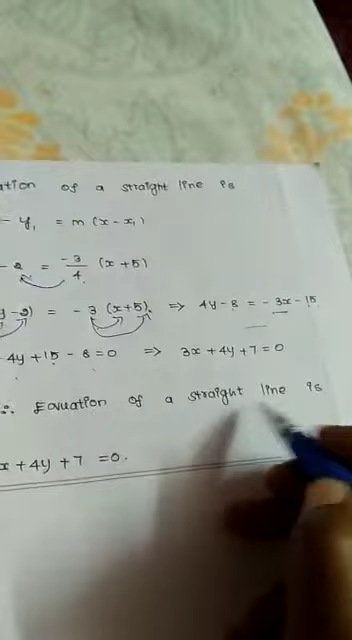 ation of a straight line is
- y₁ = m (x - x₁)
- 2 = -3/4 (x+5)
y-2) = -3 (x+5). ⇒ 4y-8 = -3x-15
4y+15-8=0 ⇒ 3x+4y+7=0
∴ Equation of a straight line is
x+4y+7 =0.